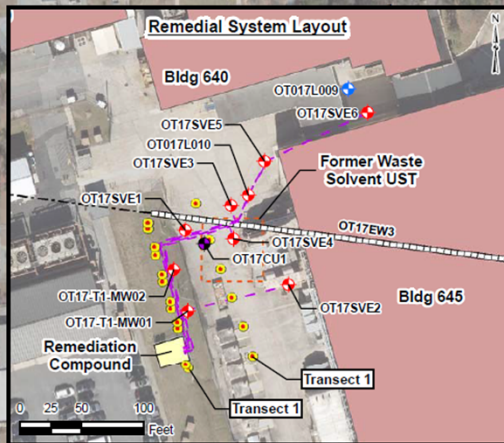 Remedial System Layout
N
Bldg 640
OT017L009
OT17SVE6
OT17SVE5
OT017L010
OT17SVE3
Former Waste
Solvent UST
OT17SVE1
OT17EW3
OT17SVE4
OT17CU1
OT17-T1-MW02
OT17SVE2
Bldg 645
OT17-T1-MW01
Remediation
Compound
Transect 1
Transect 1
0 25 50 100
Feet